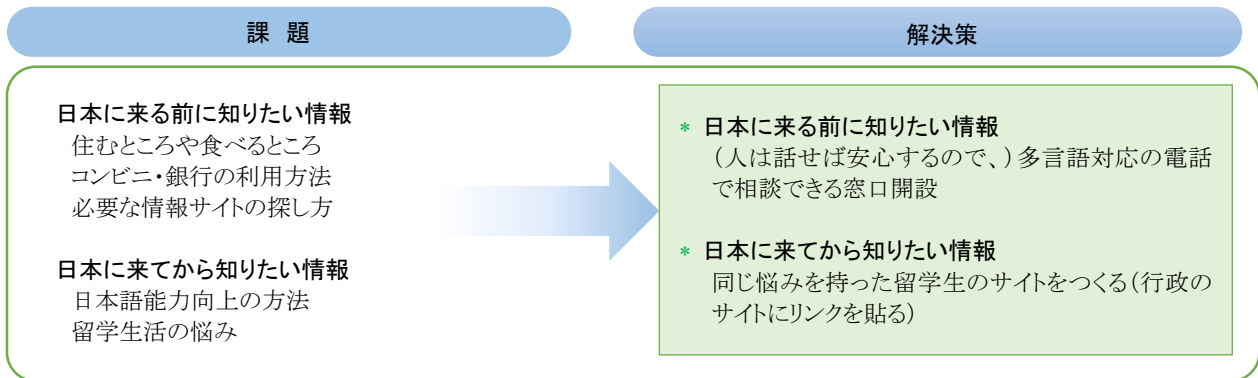 課 題
解決策
日本に来る前に知りたい情報
住むところや食べるところ
コンビニ・銀行の利用方法
必要な情報サイトの探し方
日本に来てから知りたい情報
日本語能力向上の方法
留学生活の悩み
* 日本に来る前に知りたい情報
(人は話せば安心するので、)多言語対応の電話
で相談できる窓口開設
* 日本に来てから知りたい情報
同じ悩みを持った留学生のサイトをつくる(行政の
サイトにリンクを貼る)